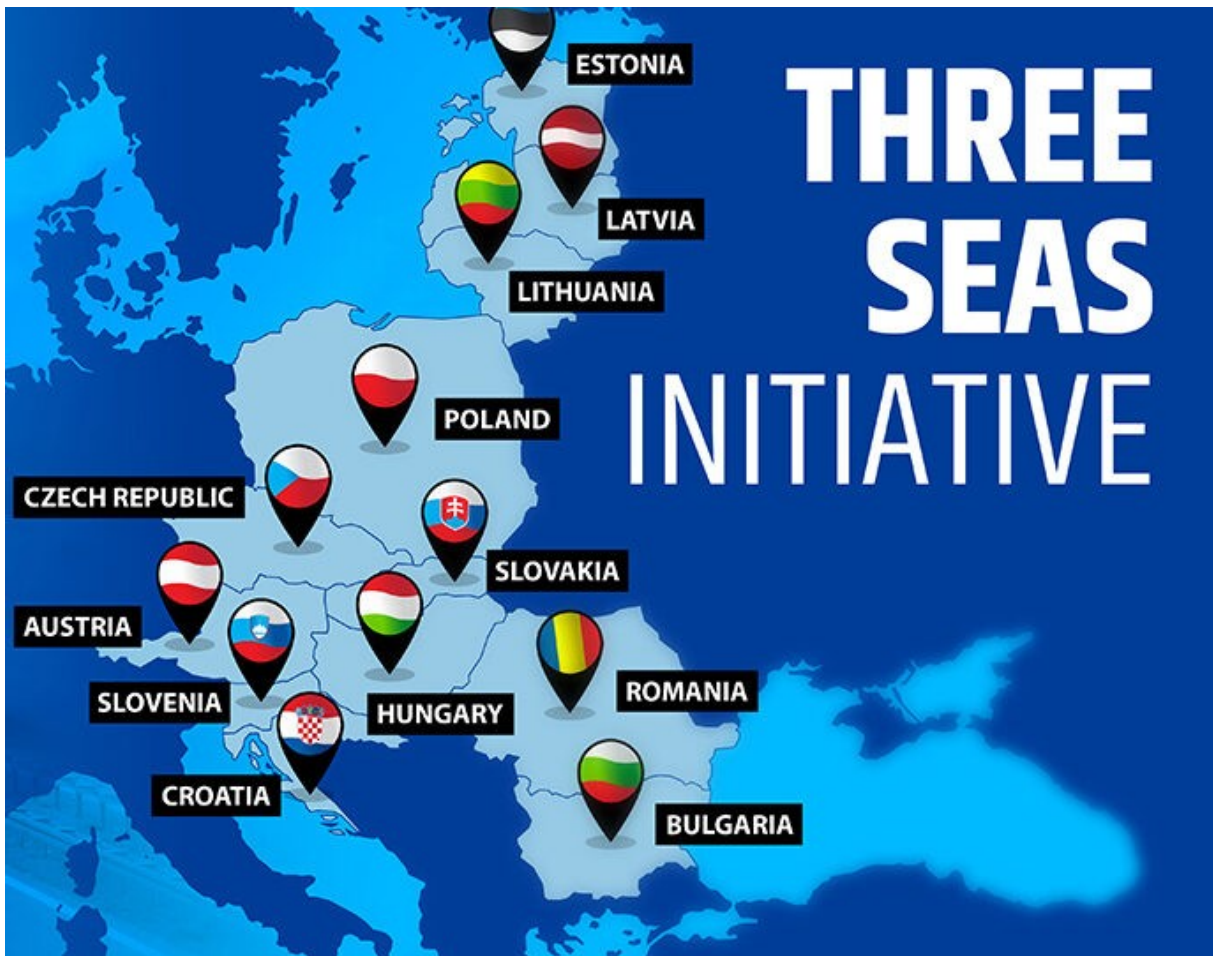 THREE
SEAS
INITIATIVE
ESTONIA
LATVIA
LITHUANIA
POLAND
CZECH REPUBLIC
SLOVAKIA
AUSTRIA
SLOVENIA
HUNGARY
ROMANIA
CROATIA
BULGARIA